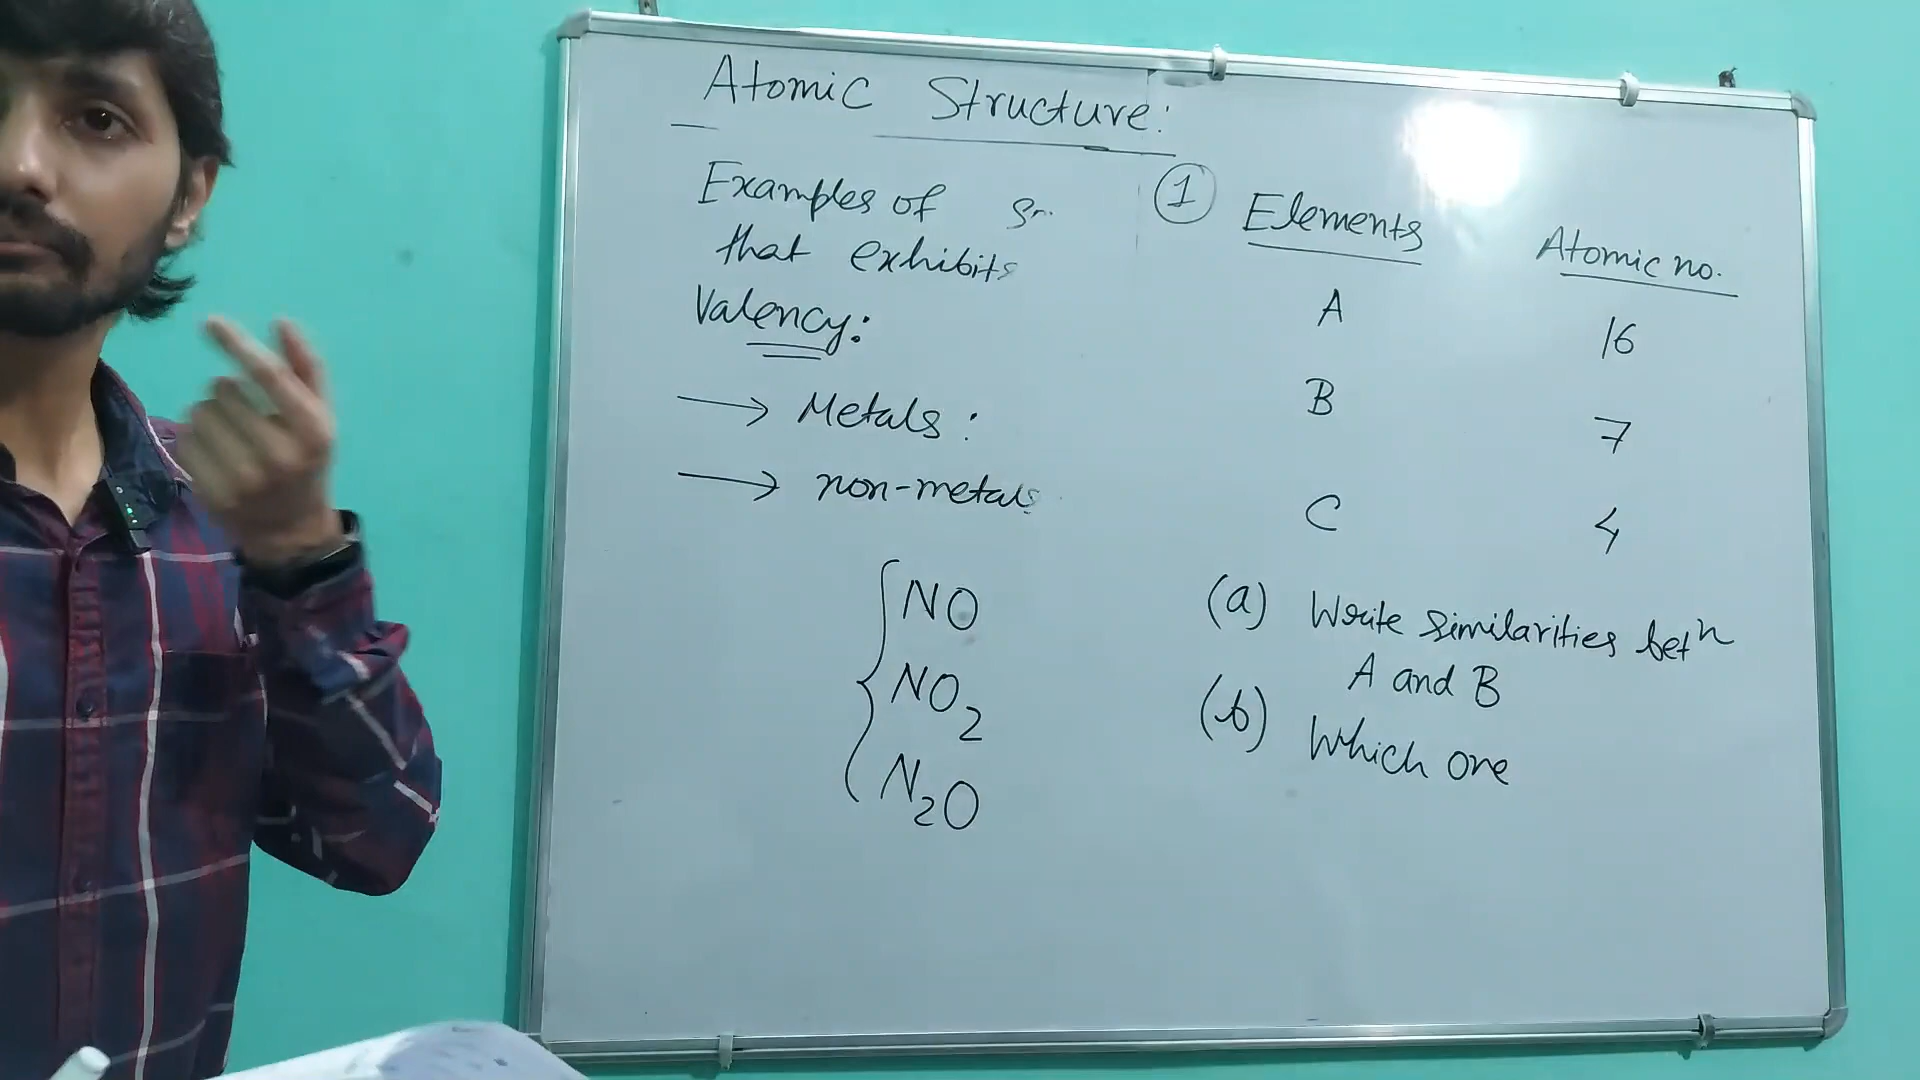 Atomic Structure:
Examples of
that exhibits
Valency:
→ Metals:
→ non-metals
NO
NO₂
N₂O
① Elements Atomic no.
A 16
B 7
C 4
(a) Write similarities betⁿ
A and B
(b) Which one